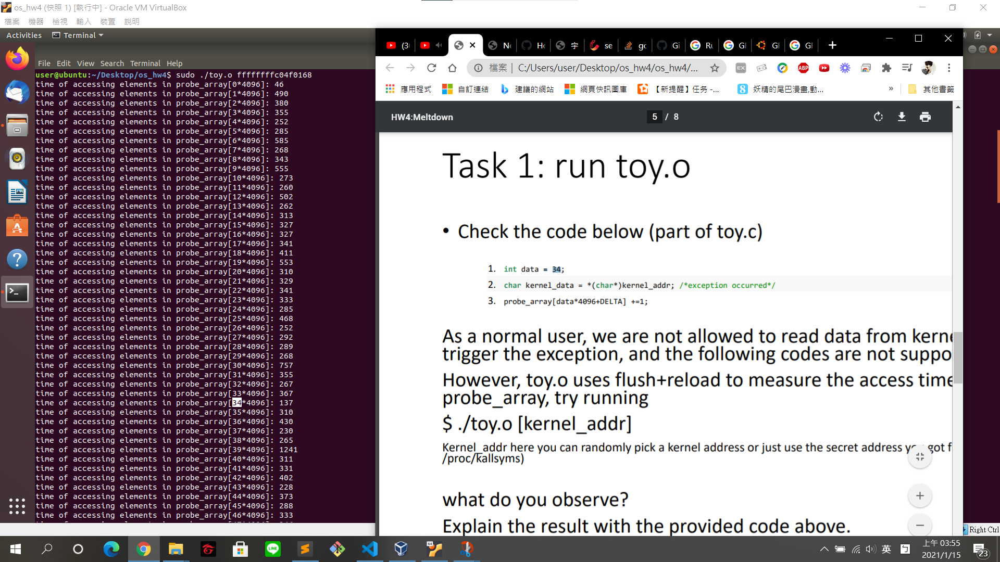 os_hw4 (快照 1) [執行中] - Oracle VM VirtualBox
檔案 機器 檢視 輸入 裝置 說明
Activities Terminal
File Edit View Search Terminal Help
user@ubuntu:~/Desktop/os_hw4$ sudo ./toy.o ffffffffc04f0168
time of accessing elements in probe_array[0*4096]: 46
time of accessing elements in probe_array[1*4096]: 490
time of accessing elements in probe_array[2*4096]: 380
time of accessing elements in probe_array[3*4096]: 355
time of accessing elements in probe_array[4*4096]: 252
time of accessing elements in probe_array[5*4096]: 285
time of accessing elements in probe_array[6*4096]: 585
time of accessing elements in probe_array[7*4096]: 268
time of accessing elements in probe_array[8*4096]: 343
time of accessing elements in probe_array[9*4096]: 555
time of accessing elements in probe_array[10*4096]: 273
time of accessing elements in probe_array[11*4096]: 260
time of accessing elements in probe_array[12*4096]: 502
time of accessing elements in probe_array[13*4096]: 262
time of accessing elements in probe_array[14*4096]: 313
time of accessing elements in probe_array[15*4096]: 327
time of accessing elements in probe_array[16*4096]: 327
time of accessing elements in probe_array[17*4096]: 341
time of accessing elements in probe_array[18*4096]: 411
time of accessing elements in probe_array[19*4096]: 553
time of accessing elements in probe_array[20*4096]: 310
time of accessing elements in probe_array[21*4096]: 329
time of accessing elements in probe_array[22*4096]: 341
time of accessing elements in probe_array[23*4096]: 333
time of accessing elements in probe_array[24*4096]: 285
time of accessing elements in probe_array[25*4096]: 468
time of accessing elements in probe_array[26*4096]: 252
time of accessing elements in probe_array[27*4096]: 292
time of accessing elements in probe_array[28*4096]: 289
time of accessing elements in probe_array[29*4096]: 268
time of accessing elements in probe_array[30*4096]: 757
time of accessing elements in probe_array[31*4096]: 355
time of accessing elements in probe_array[32*4096]: 267
time of accessing elements in probe_array[33*4096]: 367
time of accessing elements in probe_array[34*4096]: 137
time of accessing elements in probe_array[35*4096]: 310
time of accessing elements in probe_array[36*4096]: 430
time of accessing elements in probe_array[37*4096]: 230
time of accessing elements in probe_array[38*4096]: 265
time of accessing elements in probe_array[39*4096]: 1241
time of accessing elements in probe_array[40*4096]: 311
time of accessing elements in probe_array[41*4096]: 331
time of accessing elements in probe_array[42*4096]: 402
time of accessing elements in probe_array[43*4096]: 228
time of accessing elements in probe_array[44*4096]: 373
time of accessing elements in probe_array[45*4096]: 288
time of accessing elements in probe_array[46*4096]: 333
(3 Ne Ho 宇 se gc Gi Ru Gl Gl Gl
檔案 | C:/Users/user/Desktop/os_hw4/os_hw4/... EX ABP
應用程式 自訂連結 建議的網站 網頁快訊圖庫 【新提醒】任务 -... 妖精的尾巴漫畫,動... » 其他書籤
HW4:Meltdown 5 / 8
Task 1: run toy.o
• Check the code below (part of toy.c)
1. int data = 34;
2. char kernel_data = *(char*)kernel_addr; /*exception occurred*/
3. probe_array[data*4096+DELTA] +=1;
As a normal user, we are not allowed to read data from kerne
trigger the exception, and the following codes are not suppo
However, toy.o uses flush+reload to measure the access time
probe_array, try running
$ ./toy.o [kernel_addr]
Kernel_addr here you can randomly pick a kernel address or just use the secret address you got f
/proc/kallsyms)
what do you observe?
Explain the result with the provided code above.
Right Ctrl
64 LINE 英 上午 03:55
2021/1/15
23